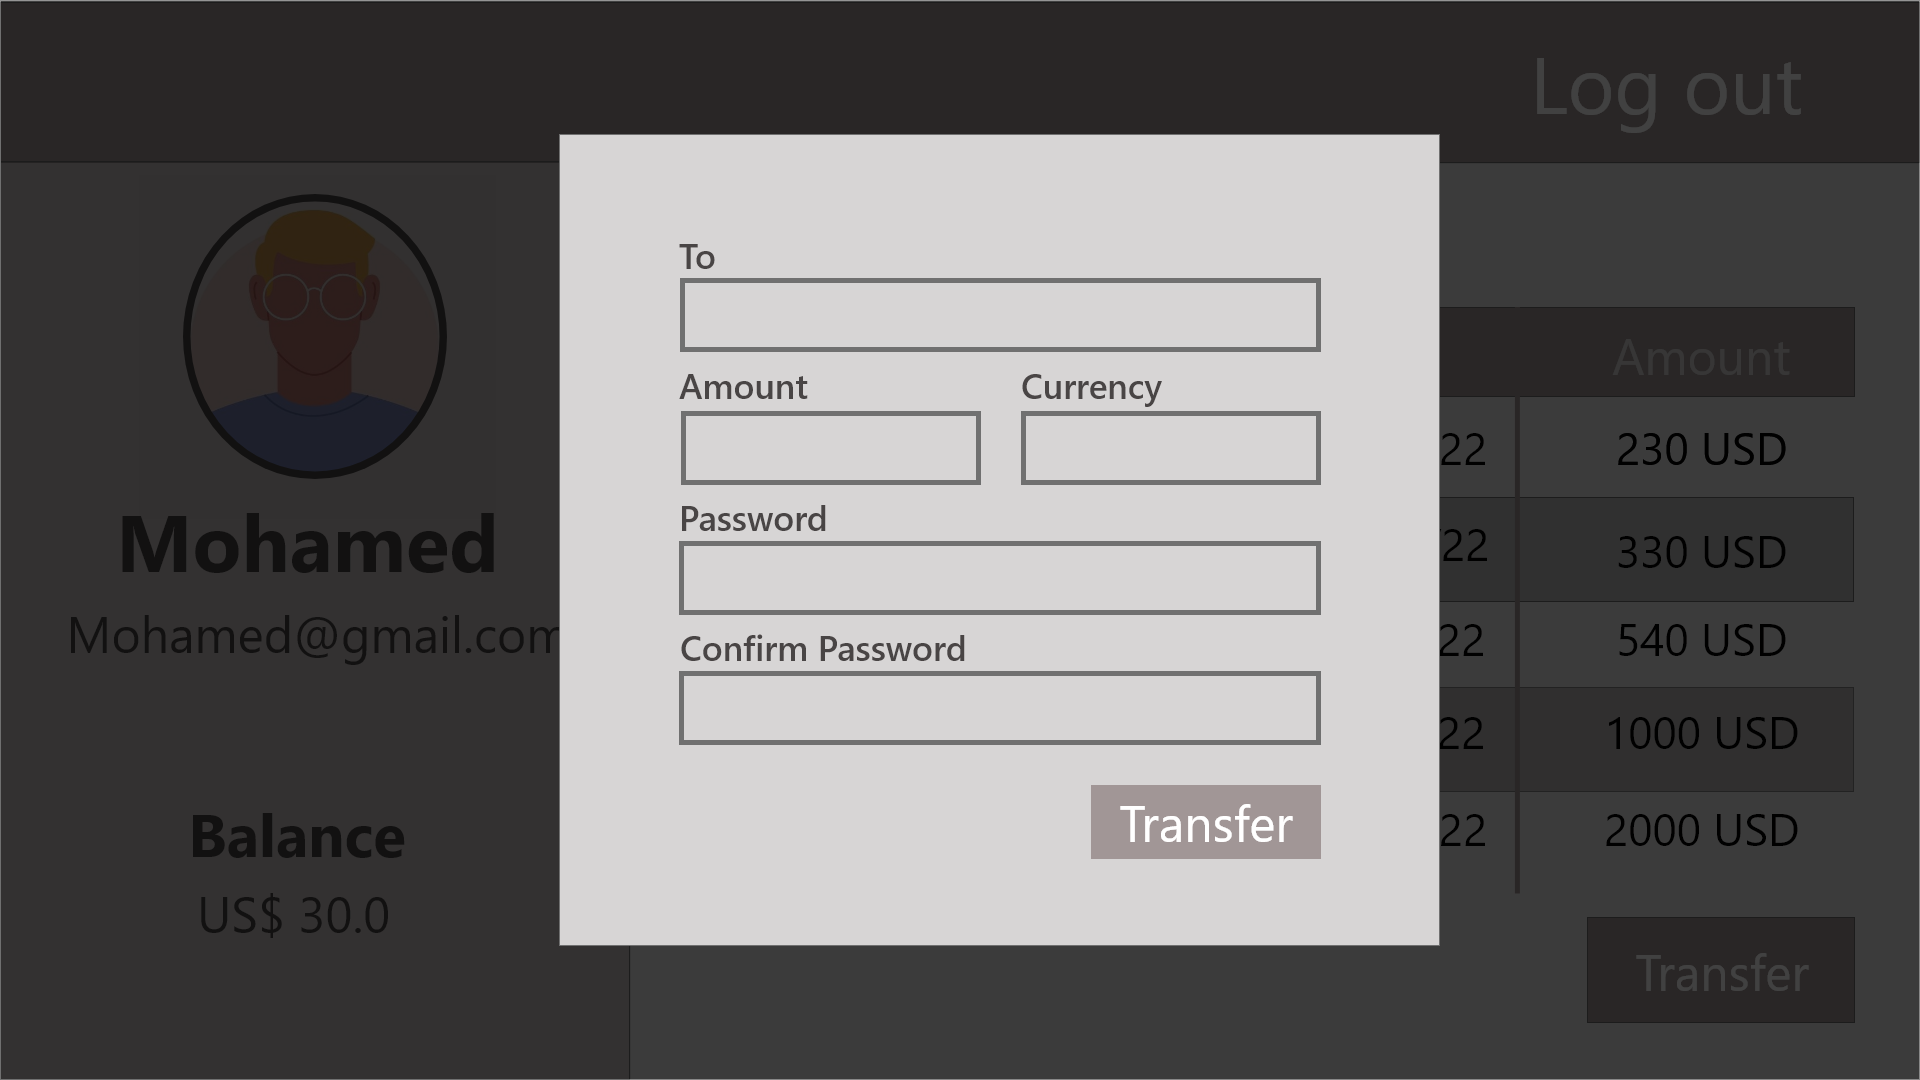 Log out
Mohamed
Mohamed@gmail.com
Balance
US$ 30.0
To
Amount
Currency
Password
Confirm Password
Transfer
Amount
22 230 USD
22 330 USD
22 540 USD
22 1000 USD
22 2000 USD
Transfer